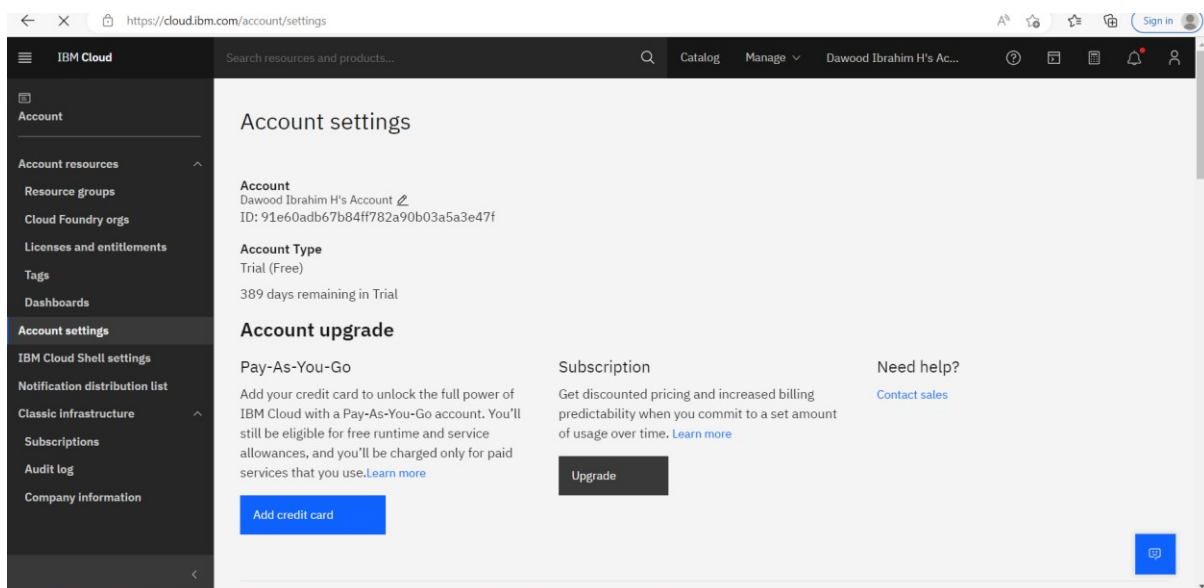 https://cloud.ibm.com/account/settings
Sign in
IBM Cloud
Search resources and products...
Catalog
Manage
Dawood Ibrahim H's Ac...
Account
Account resources
Resource groups
Cloud Foundry orgs
Licenses and entitlements
Tags
Dashboards
Account settings
IBM Cloud Shell settings
Notification distribution list
Classic infrastructure
Subscriptions
Audit log
Company information
Account settings
Account
Dawood Ibrahim H's Account
ID: 91e60adb67b84ff782a90b03a5a3e47f
Account Type
Trial (Free)
389 days remaining in Trial
Account upgrade
Pay-As-You-Go
Add your credit card to unlock the full power of
IBM Cloud with a Pay-As-You-Go account. You'll
still be eligible for free runtime and service
allowances, and you'll be charged only for paid
services that you use.Learn more
Add credit card
Subscription
Get discounted pricing and increased billing
predictability when you commit to a set amount
of usage over time. Learn more
Upgrade
Need help?
Contact sales